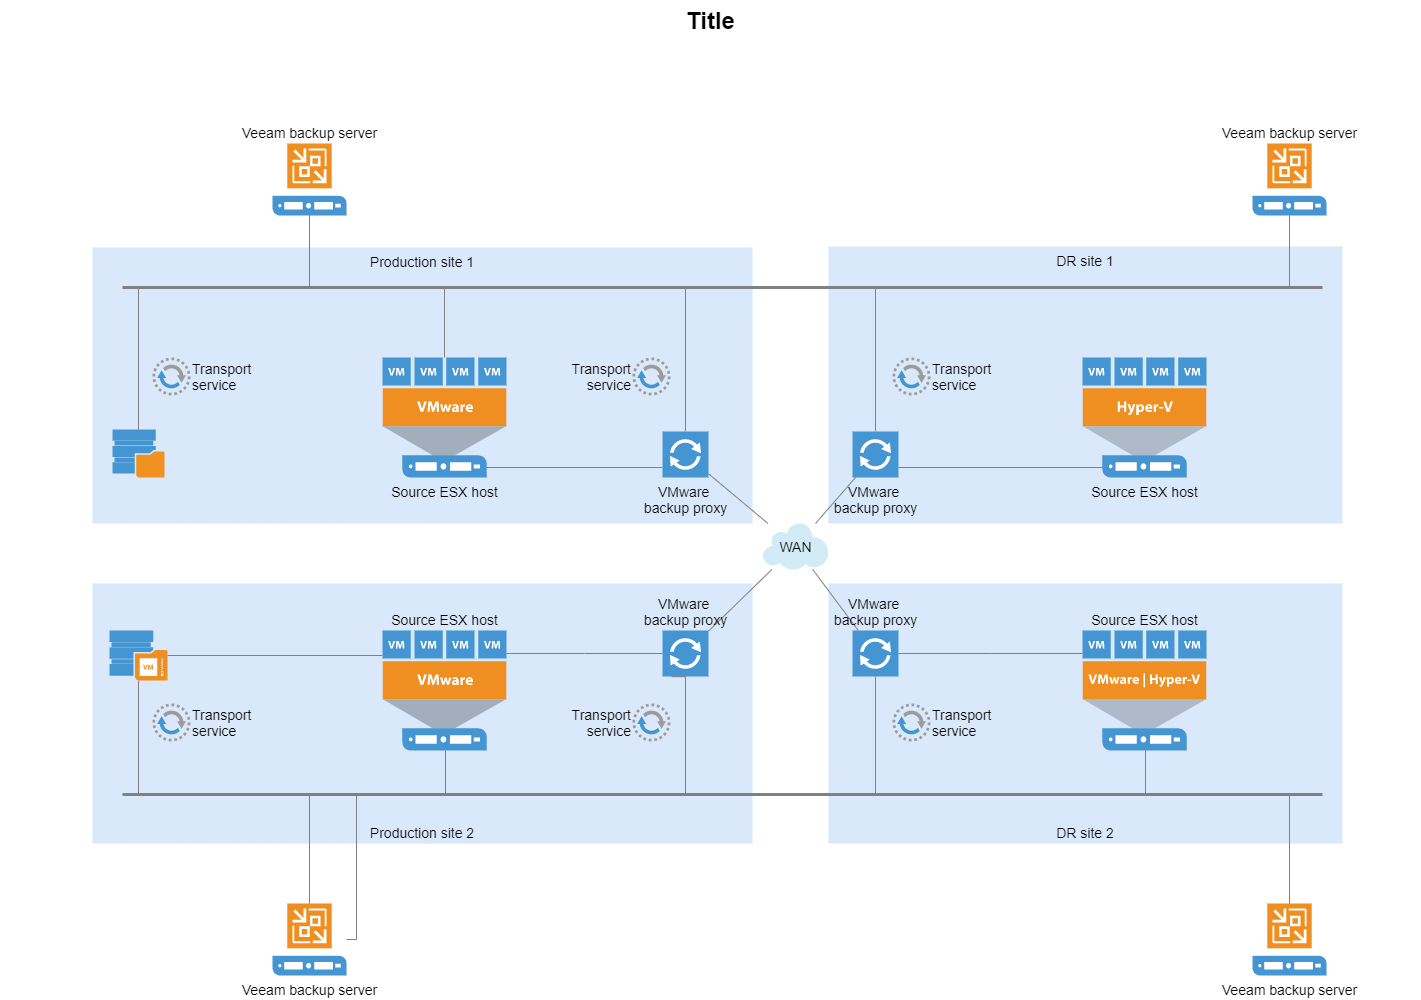 Title
Veeam backup server
Veeam backup server
Production site 1
DR site 1
Transport
service
VM VM VM VM
VMware
Source ESX host
Transport
service
VMware
backup proxy
Transport
service
VMware
backup proxy
VM VM VM VM
Hyper-V
Source ESX host
WAN
VM
Transport
service
Source ESX host
VM VM VM VM
VMware
VMware
backup proxy
Transport
service
VMware
backup proxy
Transport
service
Source ESX host
VM VM VM VM
VMware | Hyper-V
Production site 2
DR site 2
Veeam backup server
Veeam backup server